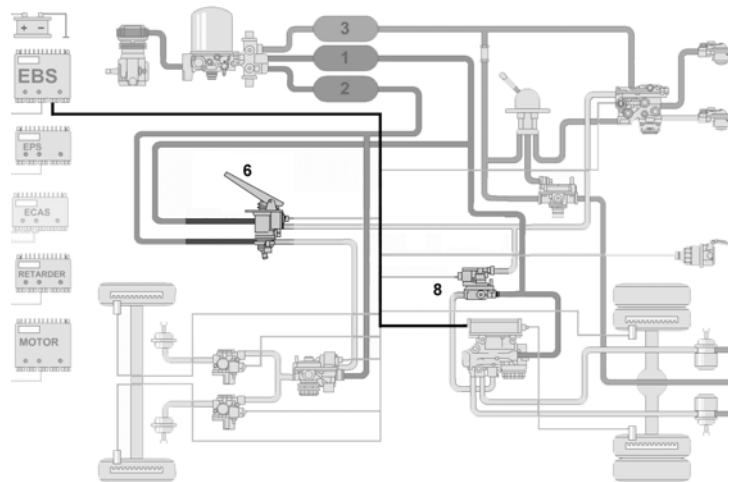 + −
EBS
EPS
ECAS
RETARDER
MOTOR
3
1
2
6
8